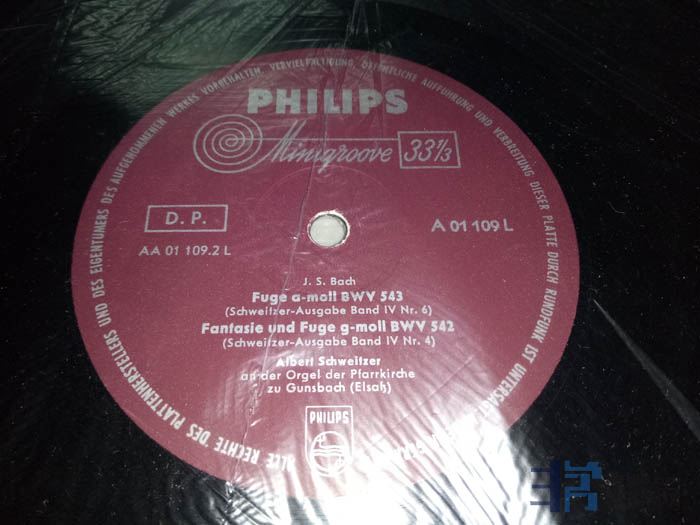 ALLE RECHTE DES PLATTENHERSTELLERS UND DES EIGENTÜMERS DES AUFGENOMMENEN WERKES VORBEHALTEN. VERVIELFÄLTIGUNG, ÖFFENTLICHE AUFFÜHRUNG UND VERBREITUNG DIESER PLATTE DURCH RUNDFUNK IST UNTERSAGT
PHILIPS
Minigroove 33⅓
D. P.
A 01 109 L
AA 01 109.2 L
J. S. Bach
Fuge a-moll BWV 543
(Schweitzer-Ausgabe Band IV Nr. 6)
Fantasie und Fuge g-moll BWV 542
(Schweitzer-Ausgabe Band IV Nr. 4)
Albert Schweitzer
an der Orgel der Pfarrkirche
zu Gunsbach (Elsaß)
PHILIPS